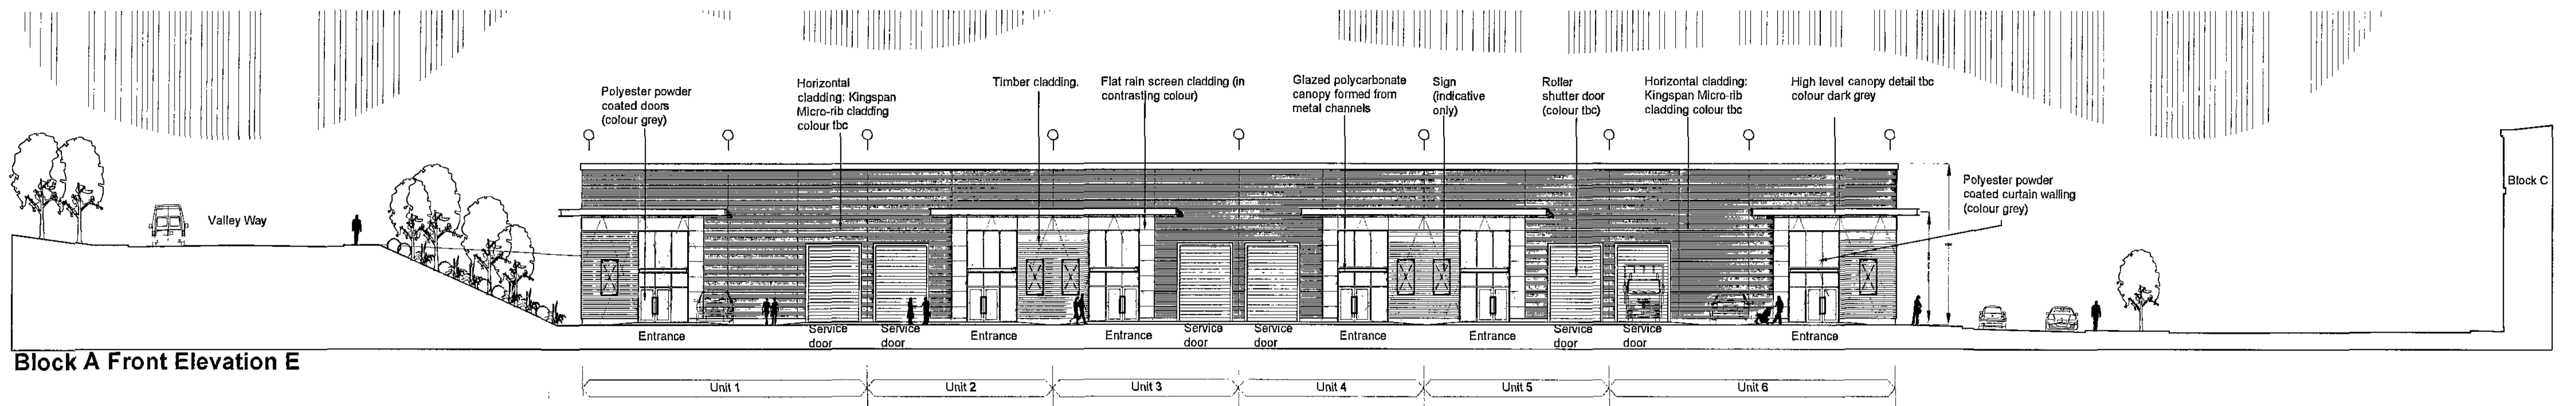 Polyester powder
coated doors
(colour grey)
Horizontal
cladding: Kingspan
Micro-rib cladding
colour tbc
Timber cladding.
Flat rain screen cladding (in
contrasting colour)
Glazed polycarbonate
canopy formed from
metal channels
Sign
(indicative
only)
Roller
shutter door
(colour tbc)
Horizontal cladding:
Kingspan Micro-rib
cladding colour tbc
High level canopy detail tbc
colour dark grey
Polyester powder
coated curtain walling
(colour grey)
Block C
Valley Way
Entrance
Service
door
Service
door
Entrance
Entrance
Service
door
Service
door
Entrance
Entrance
Service
door
Service
door
Entrance
Block A Front Elevation E
Unit 1
Unit 2
Unit 3
Unit 4
Unit 5
Unit 6